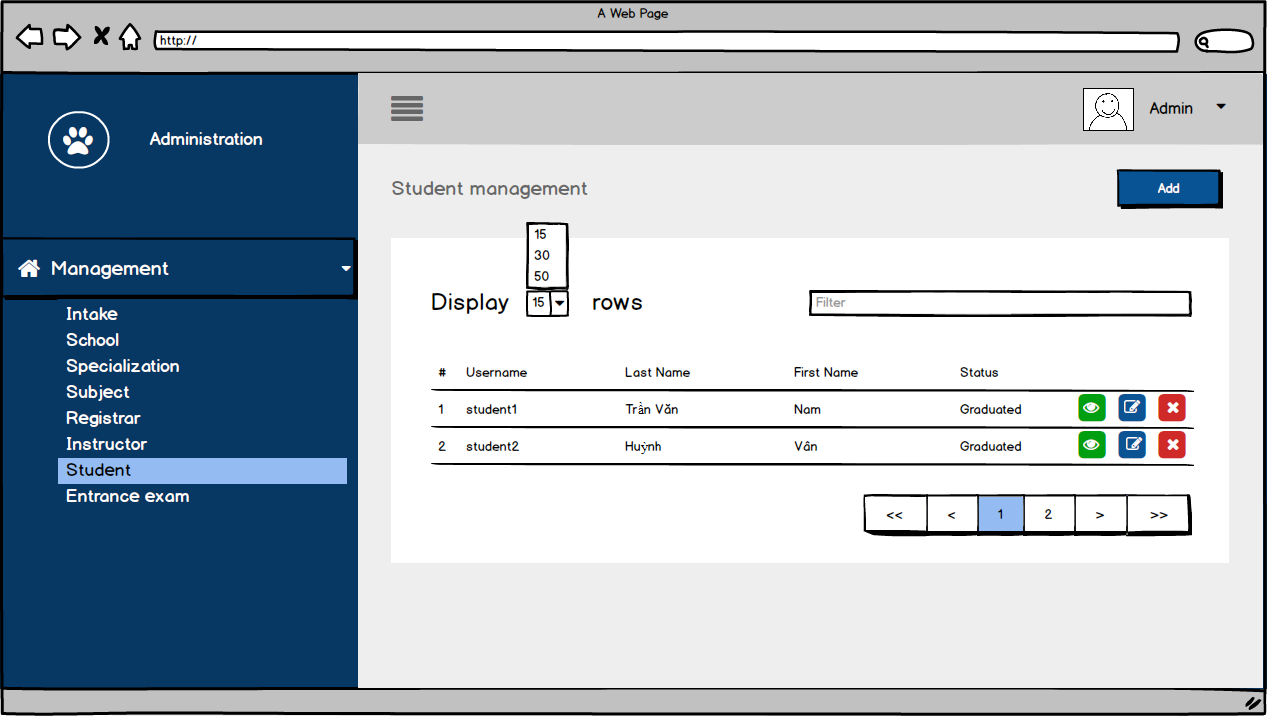 A Web Page
http://
Administration
Admin
Student management
Add
Management
Intake
School
Specialization
Subject
Registrar
Instructor
Student
Entrance exam
15
30
50
Display 15 rows
Filter
# Username Last Name First Name Status
1 student1 Trần Văn Nam Graduated
2 student2 Huỳnh Vân Graduated
<< < 1 2 > >>